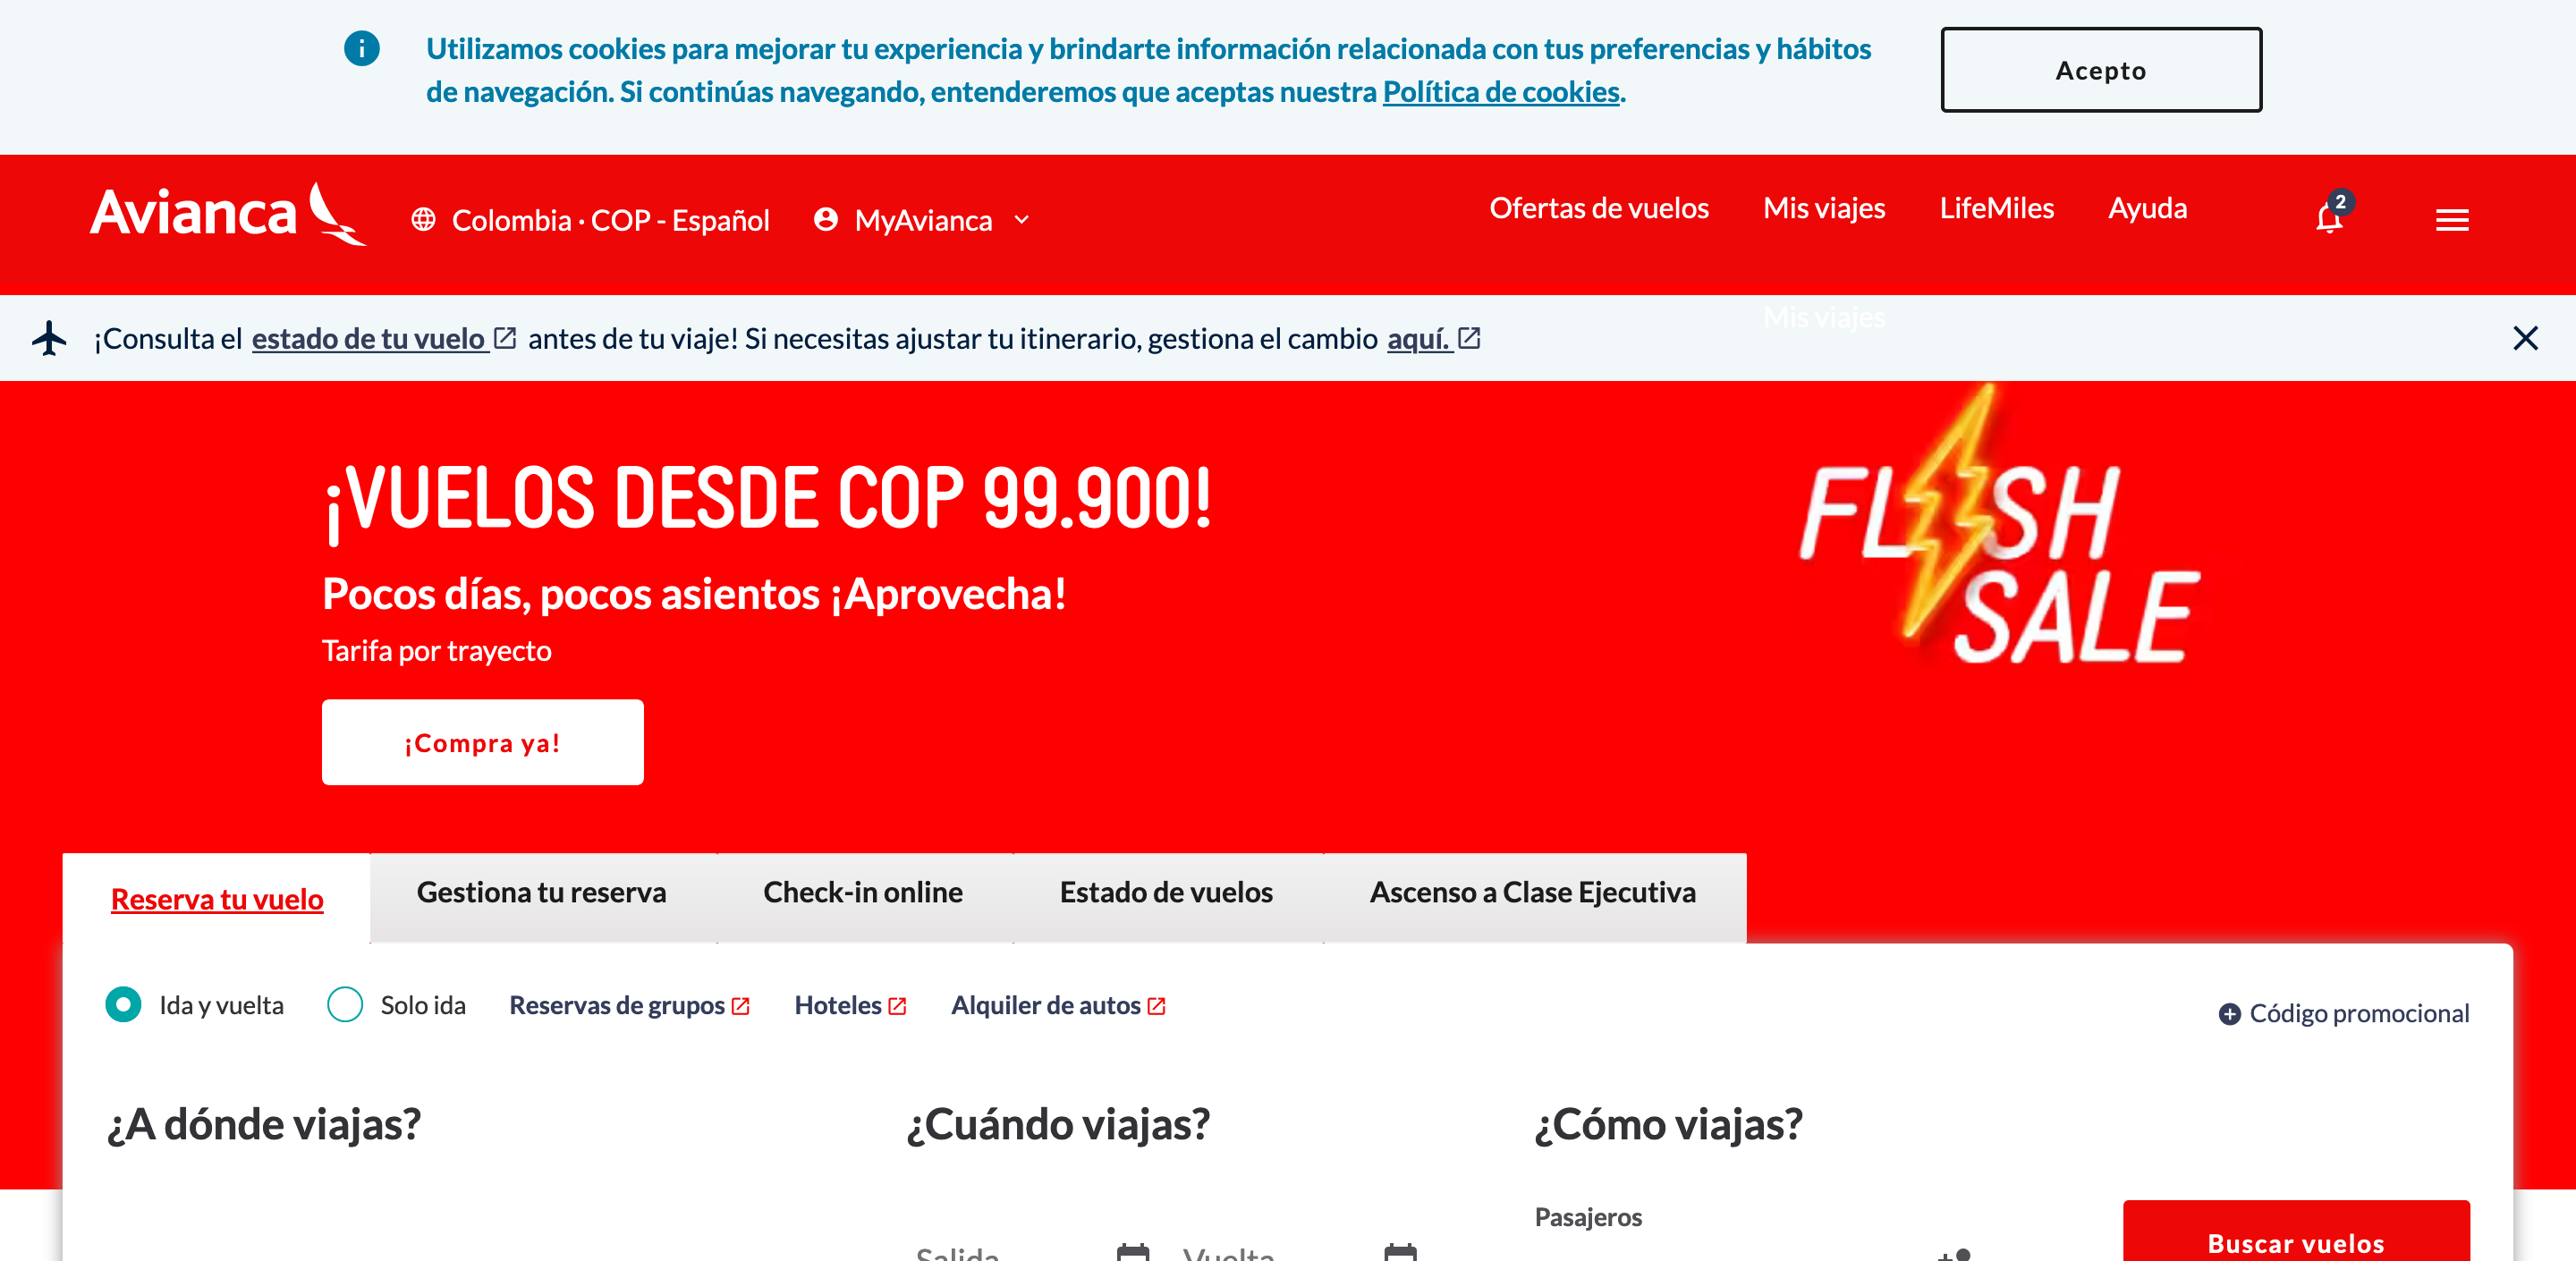 Utilizamos cookies para mejorar tu experiencia y brindarte información relacionada con tus preferencias y hábitos
de navegación. Si continúas navegando, entenderemos que aceptas nuestra Política de cookies.
Acepto
Avianca
Colombia · COP - Español
MyAvianca
Ofertas de vuelos
Mis viajes
LifeMiles
Ayuda
2
Mis viajes
¡Consulta el estado de tu vuelo antes de tu viaje! Si necesitas ajustar tu itinerario, gestiona el cambio aquí.
¡VUELOS DESDE COP 99.900!
Pocos días, pocos asientos ¡Aprovecha!
Tarifa por trayecto
¡Compra ya!
FLASH
SALE
Reserva tu vuelo
Gestiona tu reserva
Check-in online
Estado de vuelos
Ascenso a Clase Ejecutiva
Ida y vuelta
Solo ida
Reservas de grupos
Hoteles
Alquiler de autos
Código promocional
¿A dónde viajas?
¿Cuándo viajas?
¿Cómo viajas?
Pasajeros
Salida
Vuelta
Buscar vuelos